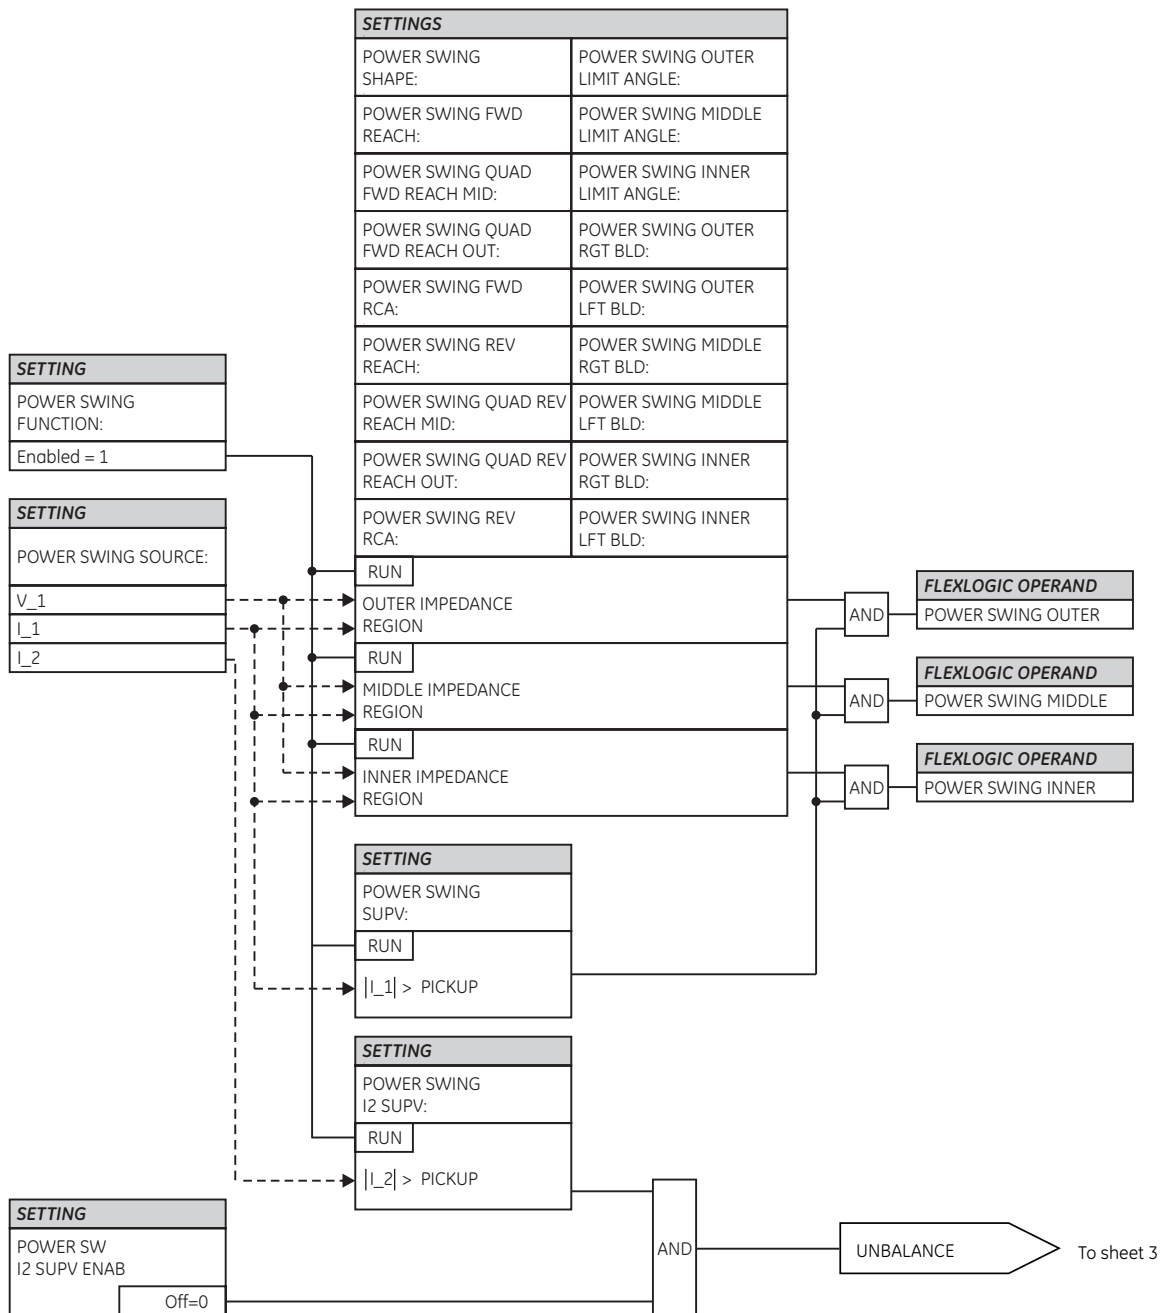 SETTINGS
POWER SWING
SHAPE:
POWER SWING OUTER
LIMIT ANGLE:
POWER SWING FWD
REACH:
POWER SWING MIDDLE
LIMIT ANGLE:
POWER SWING QUAD
FWD REACH MID:
POWER SWING INNER
LIMIT ANGLE:
POWER SWING QUAD
FWD REACH OUT:
POWER SWING OUTER
RGT BLD:
POWER SWING FWD
RCA:
POWER SWING OUTER
LFT BLD:
POWER SWING REV
REACH:
POWER SWING MIDDLE
RGT BLD:
POWER SWING QUAD REV
REACH MID:
POWER SWING MIDDLE
LFT BLD:
POWER SWING QUAD REV
REACH OUT:
POWER SWING INNER
RGT BLD:
POWER SWING REV
RCA:
POWER SWING INNER
LFT BLD:
SETTING
POWER SWING
FUNCTION:
Enabled = 1
SETTING
POWER SWING SOURCE:
V_1
I_1
I_2
RUN
OUTER IMPEDANCE
REGION
RUN
MIDDLE IMPEDANCE
REGION
RUN
INNER IMPEDANCE
REGION
AND
FLEXLOGIC OPERAND
POWER SWING OUTER
AND
FLEXLOGIC OPERAND
POWER SWING MIDDLE
AND
FLEXLOGIC OPERAND
POWER SWING INNER
SETTING
POWER SWING
SUPV:
RUN
|I_1| > PICKUP
SETTING
POWER SWING
I2 SUPV:
RUN
|I_2| > PICKUP
SETTING
POWER SW
I2 SUPV ENAB
Off=0
AND
UNBALANCE
To sheet 3